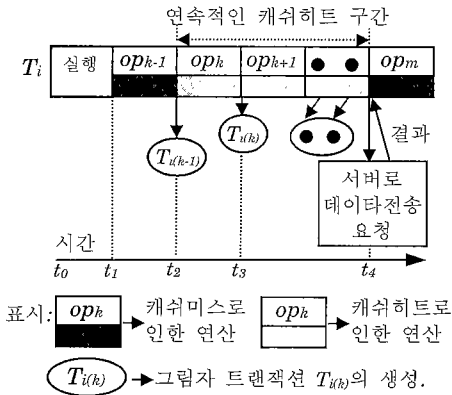 연속적인 캐쉬히트 구간
Ti 실행 opk-1 opk opk+1 opm
Ti(k-1) Ti(k) 결과
서버로
데이타전송
요청
시간
t0 t1 t2 t3 t4
표시: opk 캐쉬미스로 인한 연산 opk 캐쉬히트로 인한 연산
Ti(k) 그림자 트랜잭션 Ti(k)의 생성.